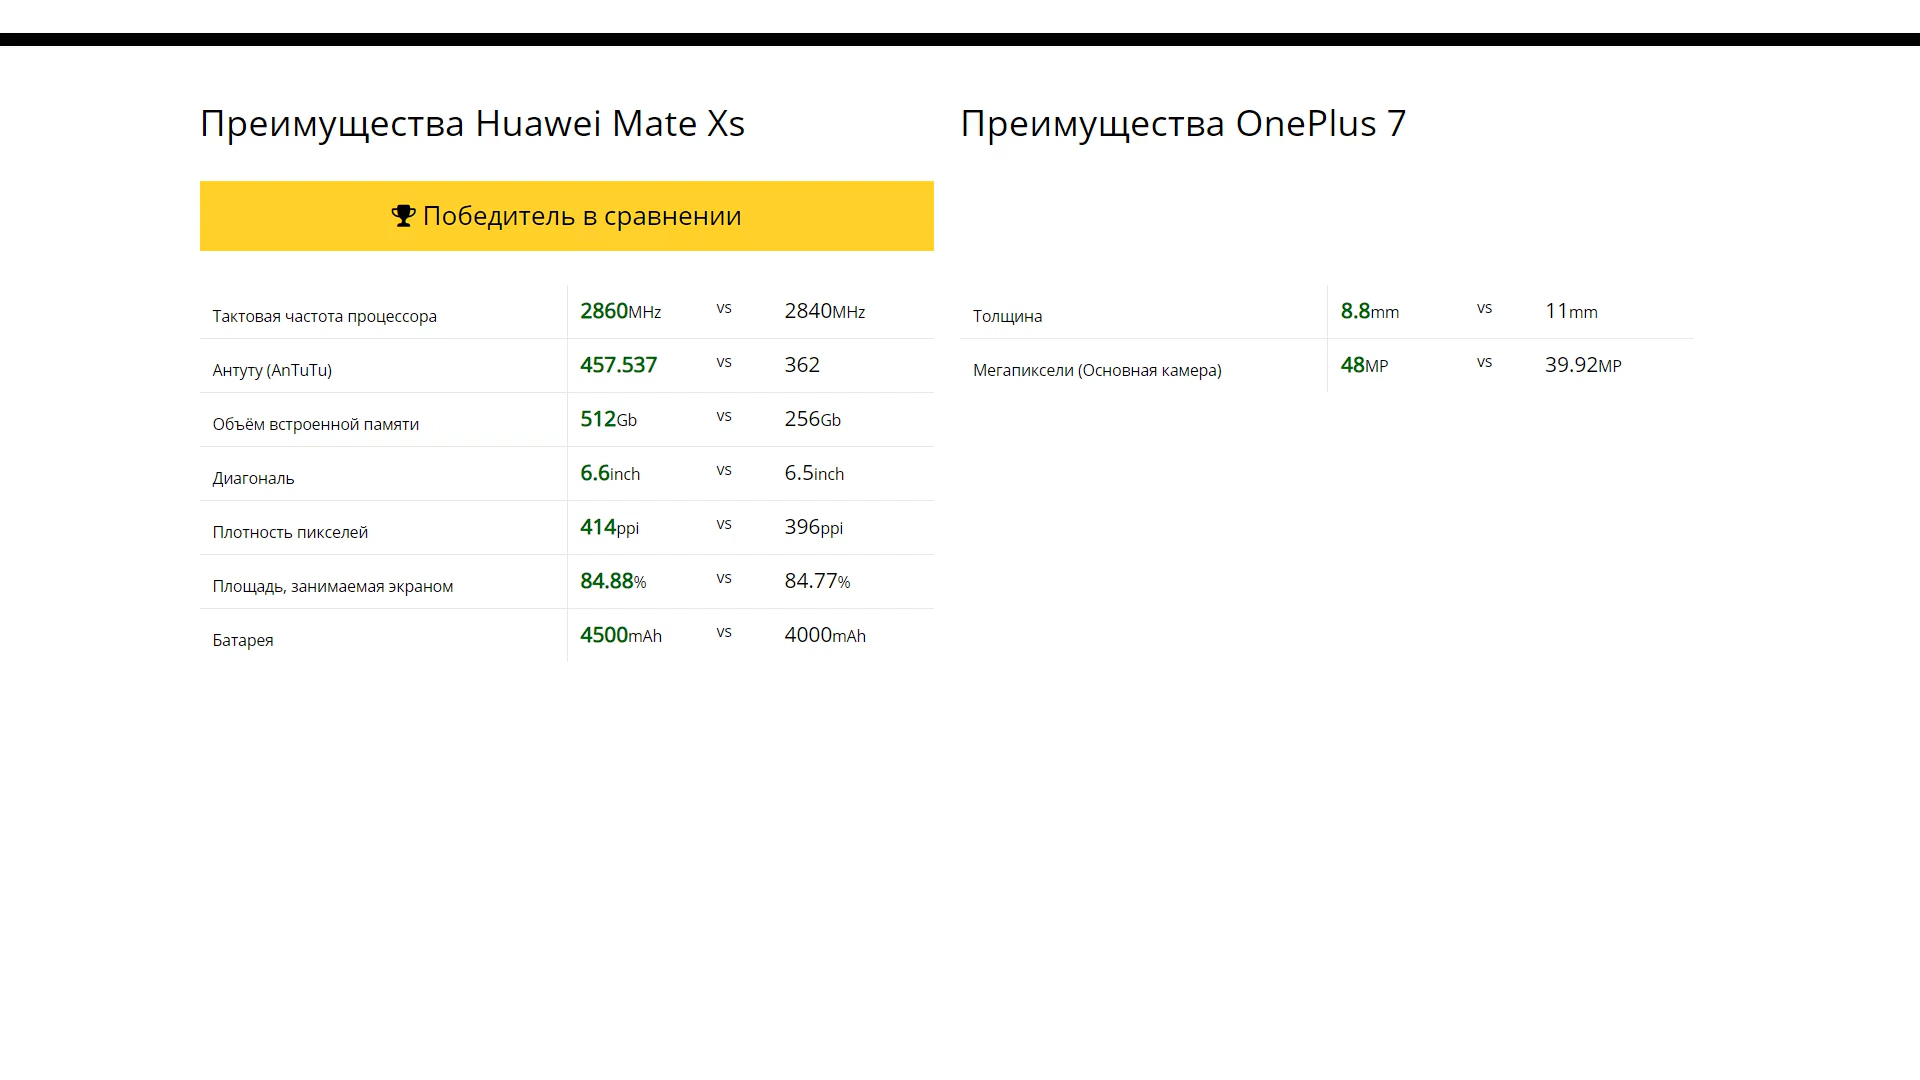 Преимущества Huawei Mate Xs
Победитель в сравнении
Тактовая частота процессора 2860MHz vs 2840MHz
Антуту (AnTuTu) 457.537 vs 362
Объём встроенной памяти 512Gb vs 256Gb
Диагональ 6.6inch vs 6.5inch
Плотность пикселей 414ppi vs 396ppi
Площадь, занимаемая экраном 84.88% vs 84.77%
Батарея 4500mAh vs 4000mAh
Преимущества OnePlus 7
Толщина 8.8mm vs 11mm
Мегапиксели (Основная камера) 48MP vs 39.92MP